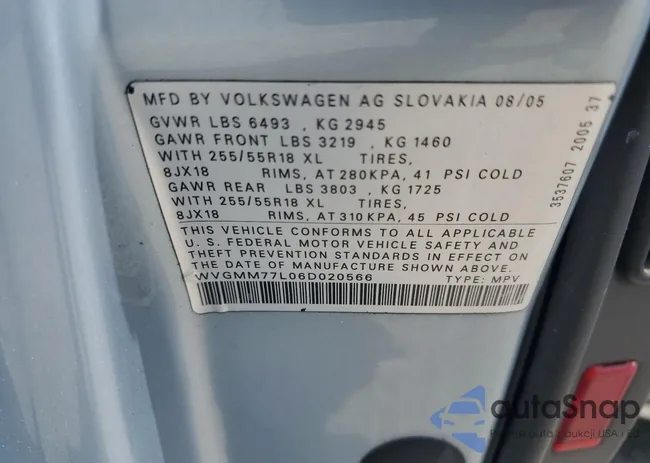 MFD BY VOLKSWAGEN AG SLOVAKIA 08/05
GVWR LBS 6493 , KG 2945
GAWR FRONT LBS 3219 , KG 1460
WITH 255/55R18 XL TIRES,
8JX18 RIMS, AT 280KPA, 41 PSI COLD
GAWR REAR LBS 3803 , KG 1725
WITH 255/55R18 XL TIRES,
8JX18 RIMS, AT 310KPA, 45 PSI COLD
THIS VEHICLE CONFORMS TO ALL APPLICABLE
U. S. FEDERAL MOTOR VEHICLE SAFETY AND
THEFT PREVENTION STANDARDS IN EFFECT ON
THE DATE OF MANUFACTURE SHOWN ABOVE.
WVGMM77L06D020566 TYPE: MPV
3537607 2005 37
autoSnap
aukcji USA i EU